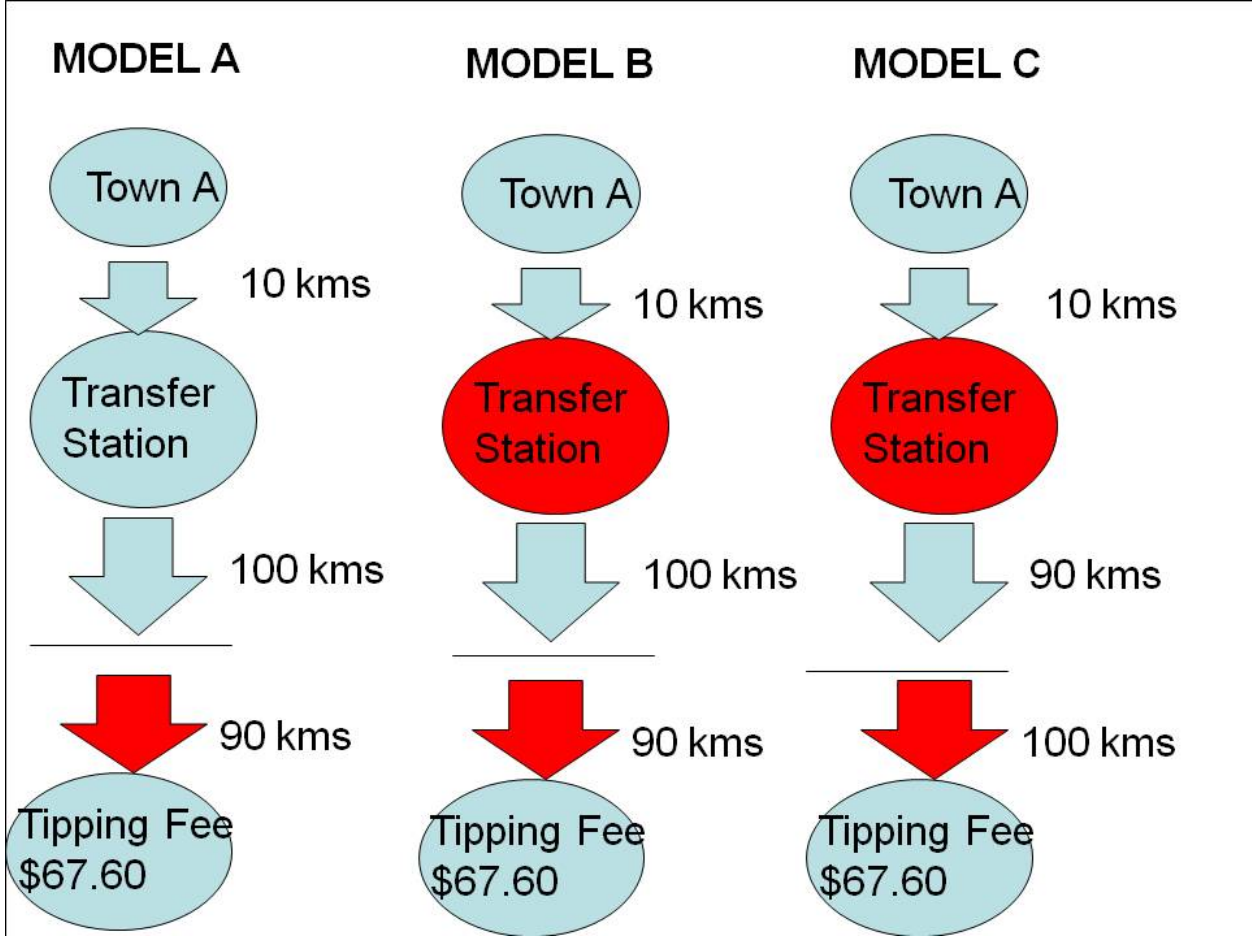 MODEL A
Town A
10 kms
Transfer
Station
100 kms
90 kms
Tipping Fee
$67.60
MODEL B
Town A
10 kms
Transfer
Station
100 kms
90 kms
Tipping Fee
$67.60
MODEL C
Town A
10 kms
Transfer
Station
90 kms
100 kms
Tipping Fee
$67.60